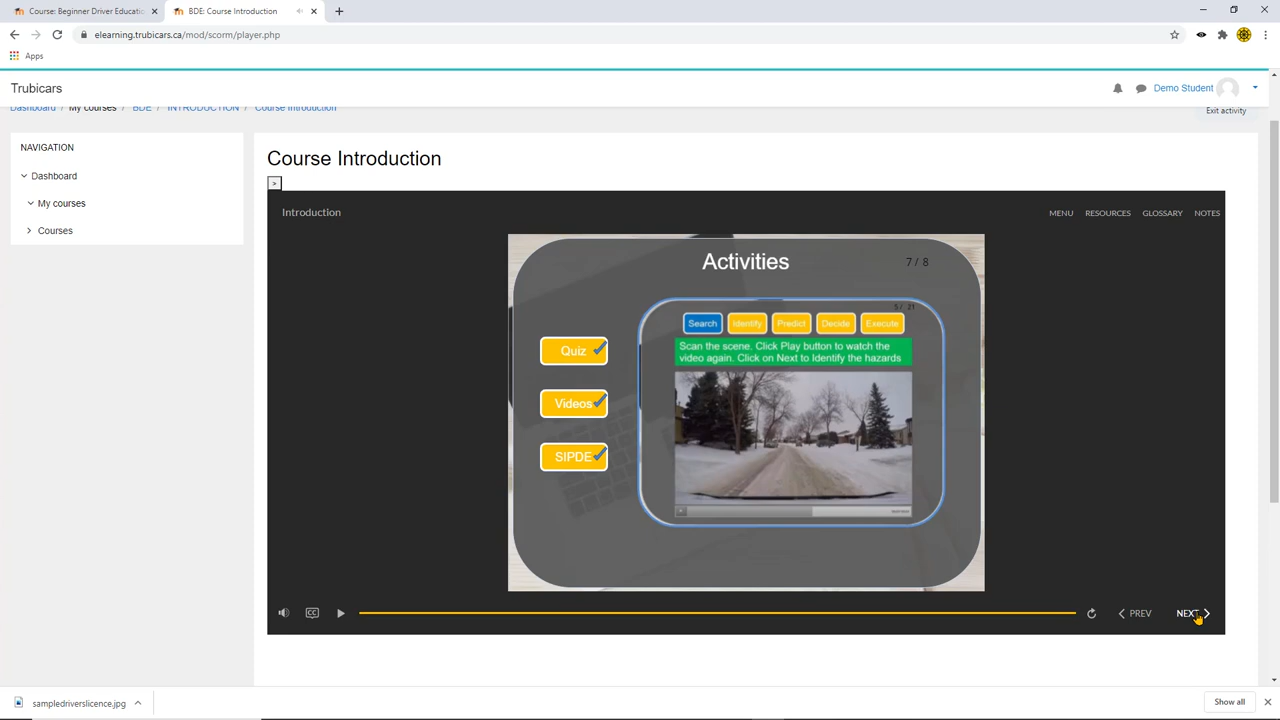 Course: Beginner Driver Educatio
BDE: Course Introduction
elearning.trubicars.ca/mod/scorm/player.php
Apps
Trubicars
Demo Student
Dashboard / My courses / BDE / INTRODUCTION / Course Introduction
Exit activity
NAVIGATION
Dashboard
My courses
Courses
Course Introduction
>
Introduction
MENU RESOURCES GLOSSARY NOTES
Activities
7 / 8
5 / 21
Search Identify Predict Decide Execute
Scan the scene. Click Play button to watch the
video again. Click on Next to Identify the hazards
Quiz
Videos
SIPDE
CC
PREV
NEXT
sampledriverslicence.jpg
Show all